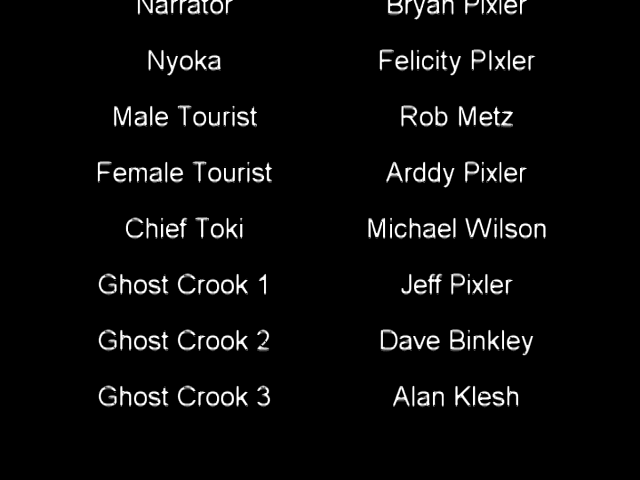 Narrator Bryan Pixler
Nyoka Felicity PIxler
Male Tourist Rob Metz
Female Tourist Arddy Pixler
Chief Toki Michael Wilson
Ghost Crook 1 Jeff Pixler
Ghost Crook 2 Dave Binkley
Ghost Crook 3 Alan Klesh